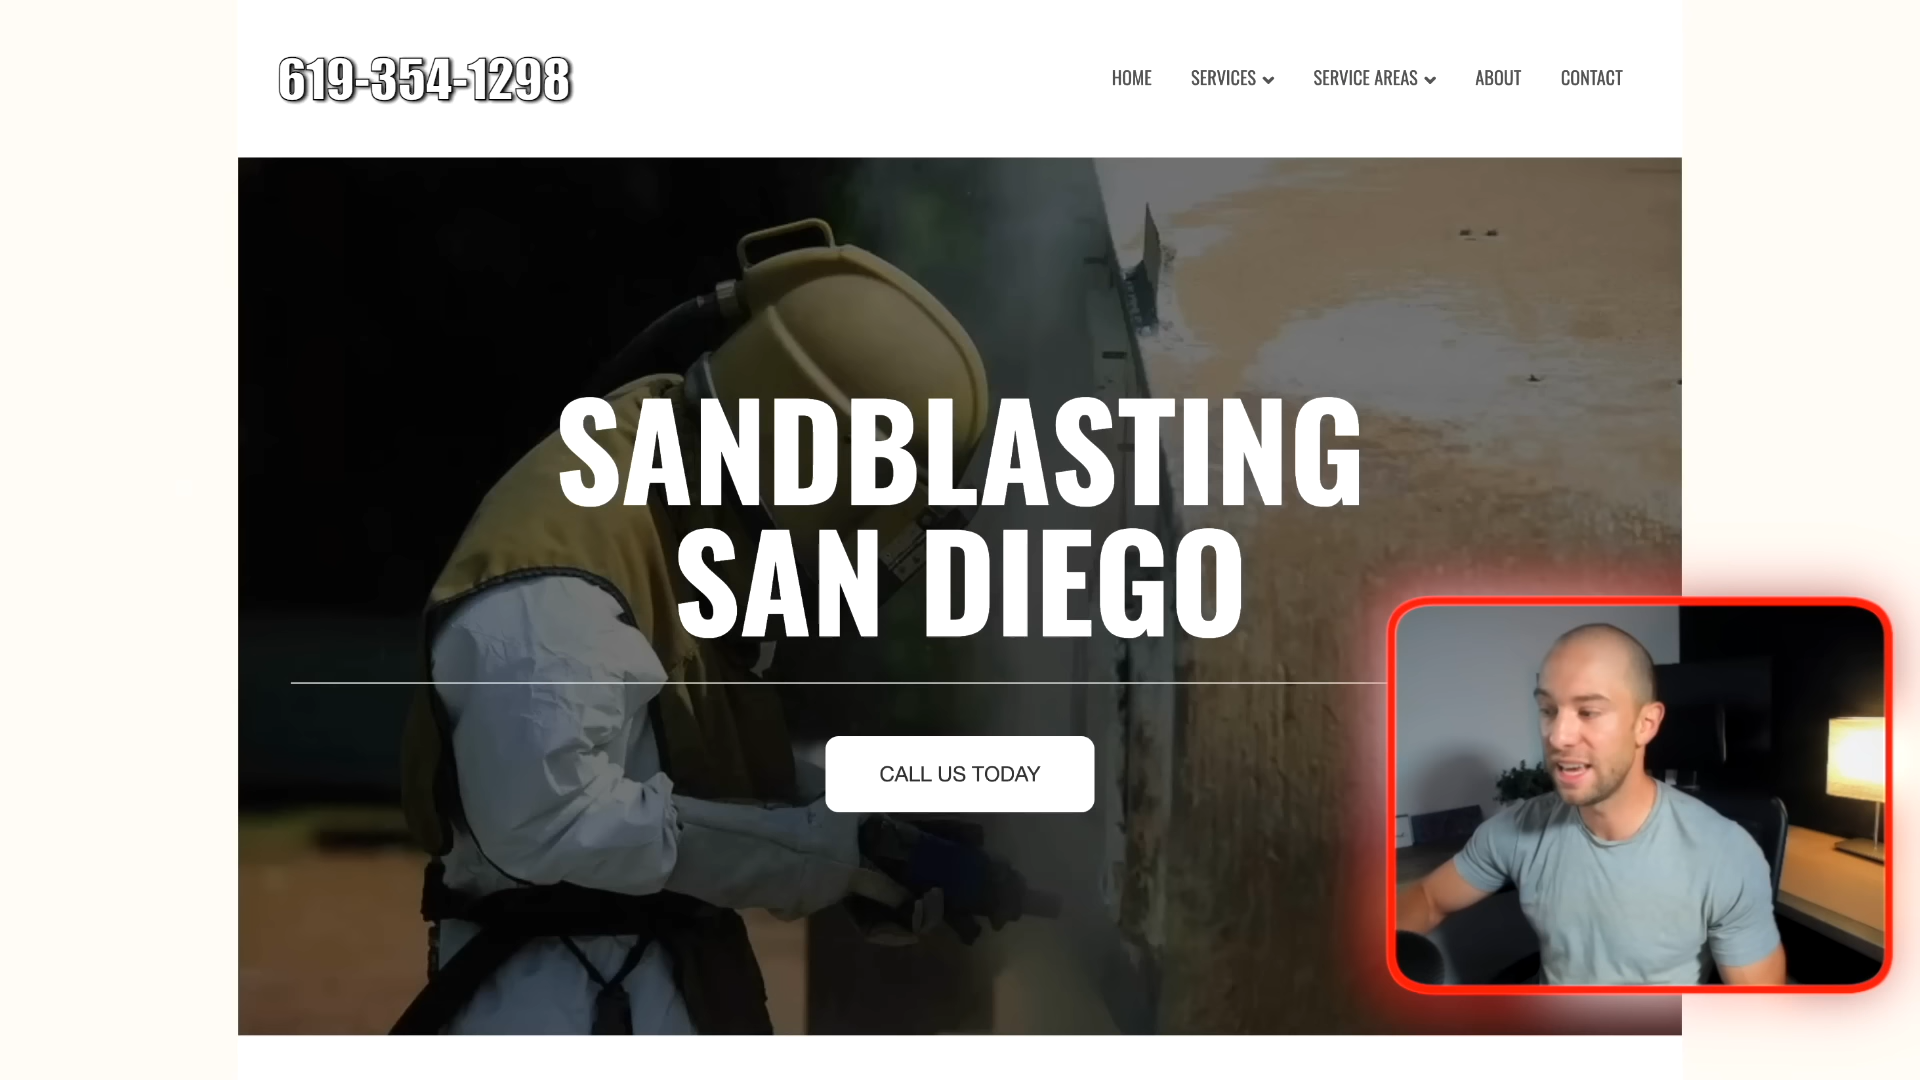 619-354-1298
HOME SERVICES SERVICE AREAS ABOUT CONTACT
SANDBLASTING
SAN DIEGO
CALL US TODAY